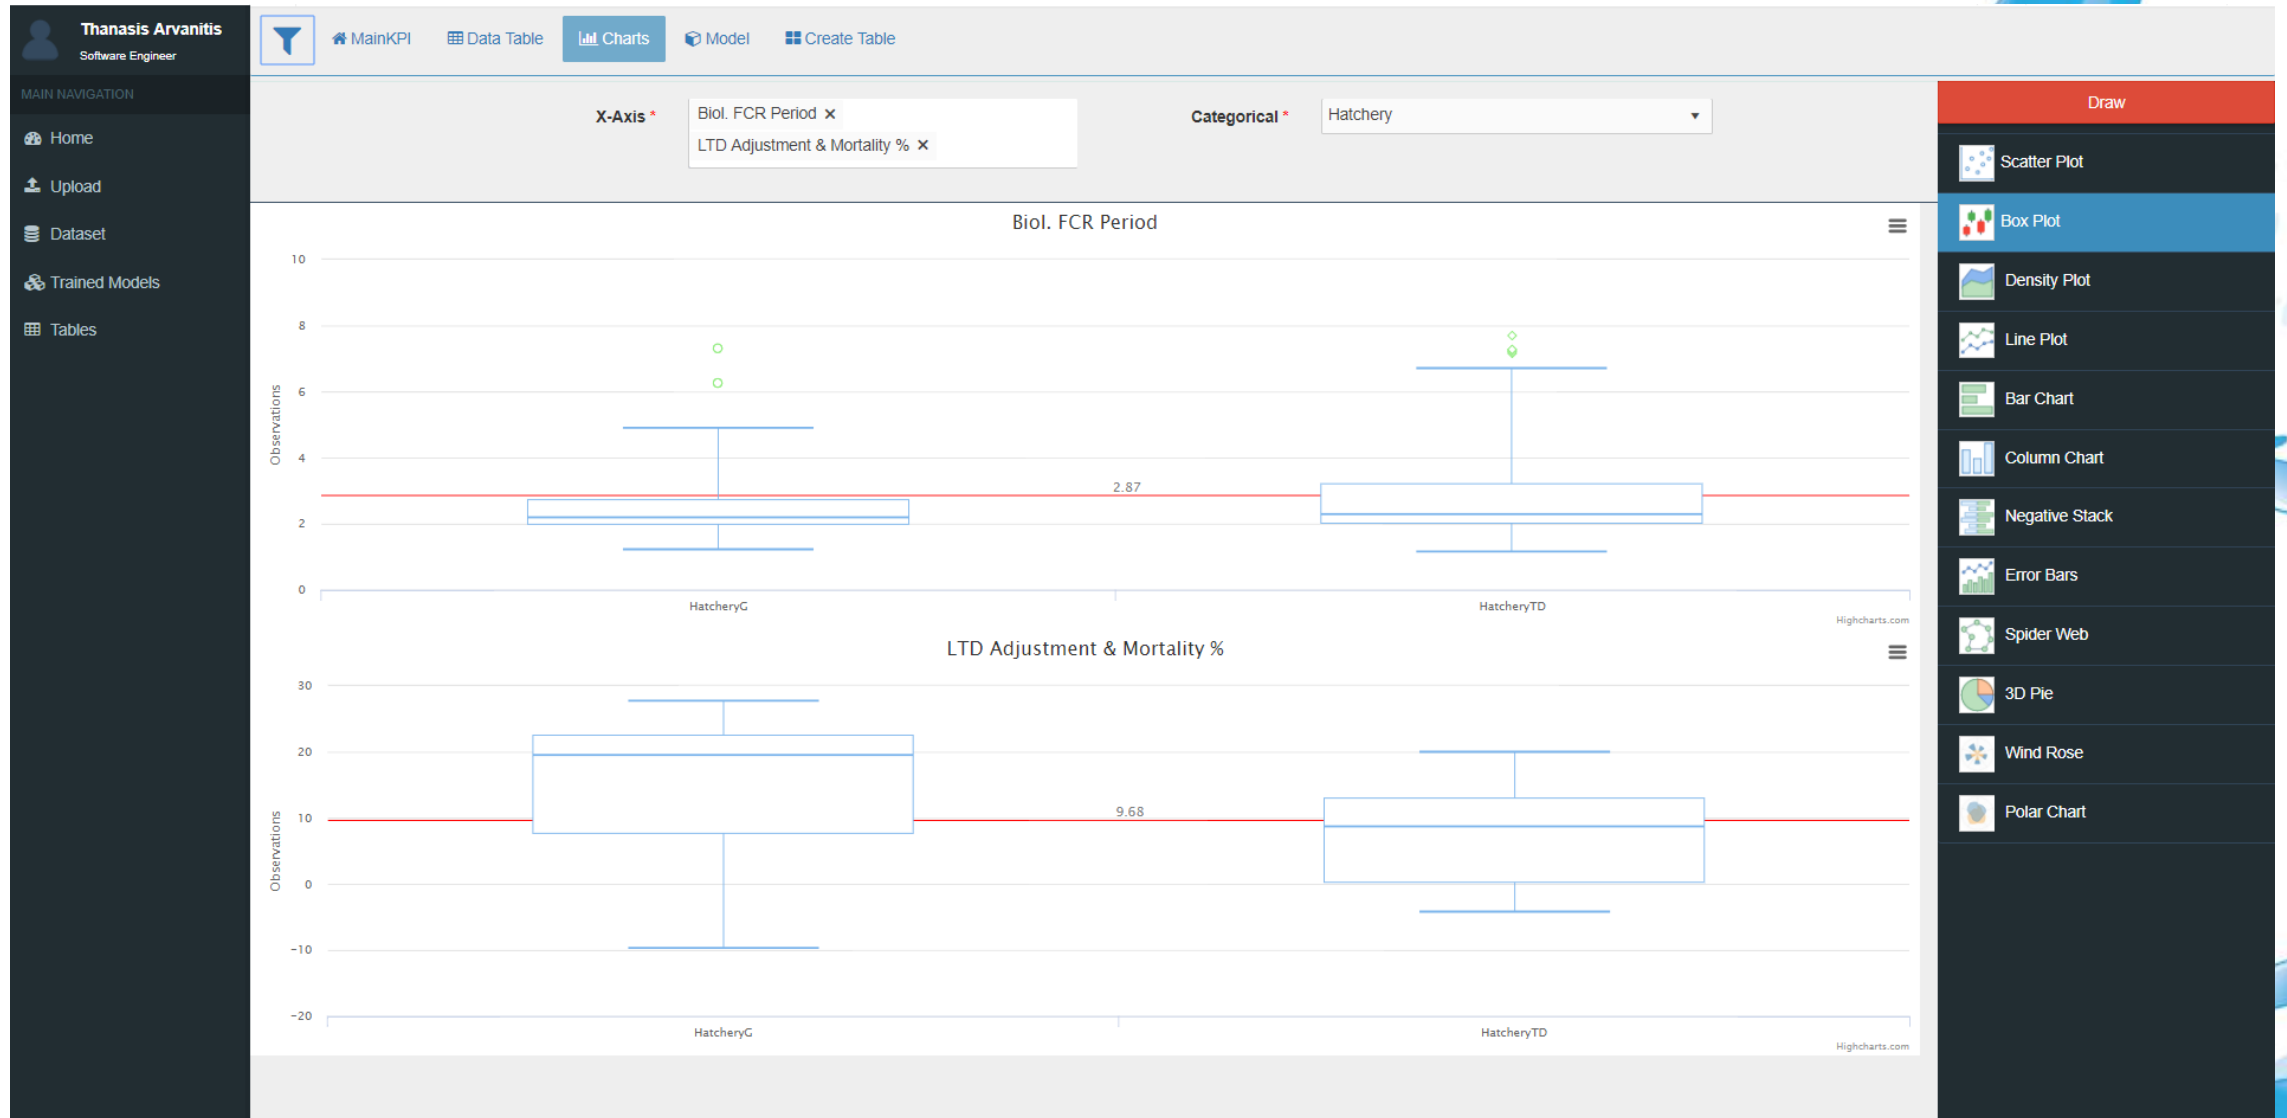 Thanasis Arvanitis
Software Engineer
MAIN NAVIGATION
Home
Upload
Dataset
Trained Models
Tables
MainKPI
Data Table
Charts
Model
Create Table
X-Axis *
Biol. FCR Period ×
LTD Adjustment & Mortality % ×
Categorical *
Hatchery
Biol. FCR Period
10
8
6
4
2
0
Observations
2.87
HatcheryG
HatcheryTD
Highcharts.com
LTD Adjustment & Mortality %
30
20
10
0
-10
-20
Observations
9.68
HatcheryG
HatcheryTD
Highcharts.com
Draw
Scatter Plot
Box Plot
Density Plot
Line Plot
Bar Chart
Column Chart
Negative Stack
Error Bars
Spider Web
3D Pie
Wind Rose
Polar Chart